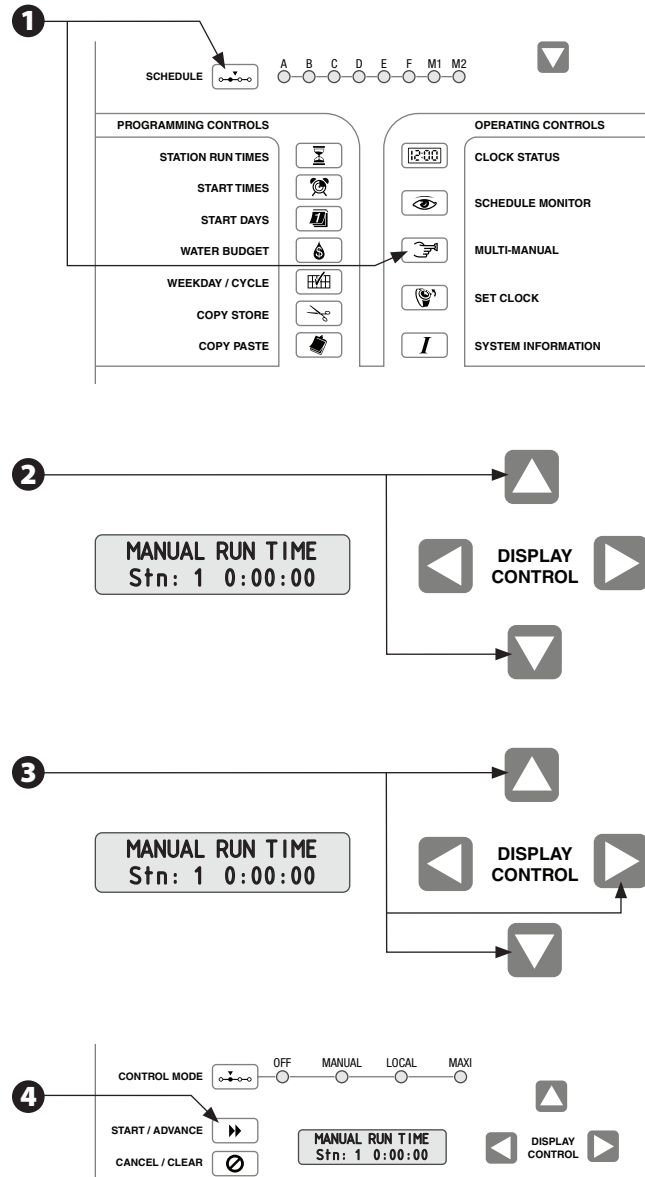 1
SCHEDULE A B C D E F M1 M2
PROGRAMMING CONTROLS
STATION RUN TIMES
START TIMES
START DAYS
1
WATER BUDGET
$
WEEKDAY / CYCLE
COPY STORE
COPY PASTE
OPERATING CONTROLS
12:00 CLOCK STATUS
SCHEDULE MONITOR
MULTI-MANUAL
SET CLOCK
I SYSTEM INFORMATION
2
MANUAL RUN TIME
Stn: 1 0:00:00
DISPLAY
CONTROL
3
MANUAL RUN TIME
Stn: 1 0:00:00
DISPLAY
CONTROL
4
CONTROL MODE OFF MANUAL LOCAL MAXI
START / ADVANCE
CANCEL / CLEAR
MANUAL RUN TIME
Stn: 1 0:00:00
DISPLAY
CONTROL